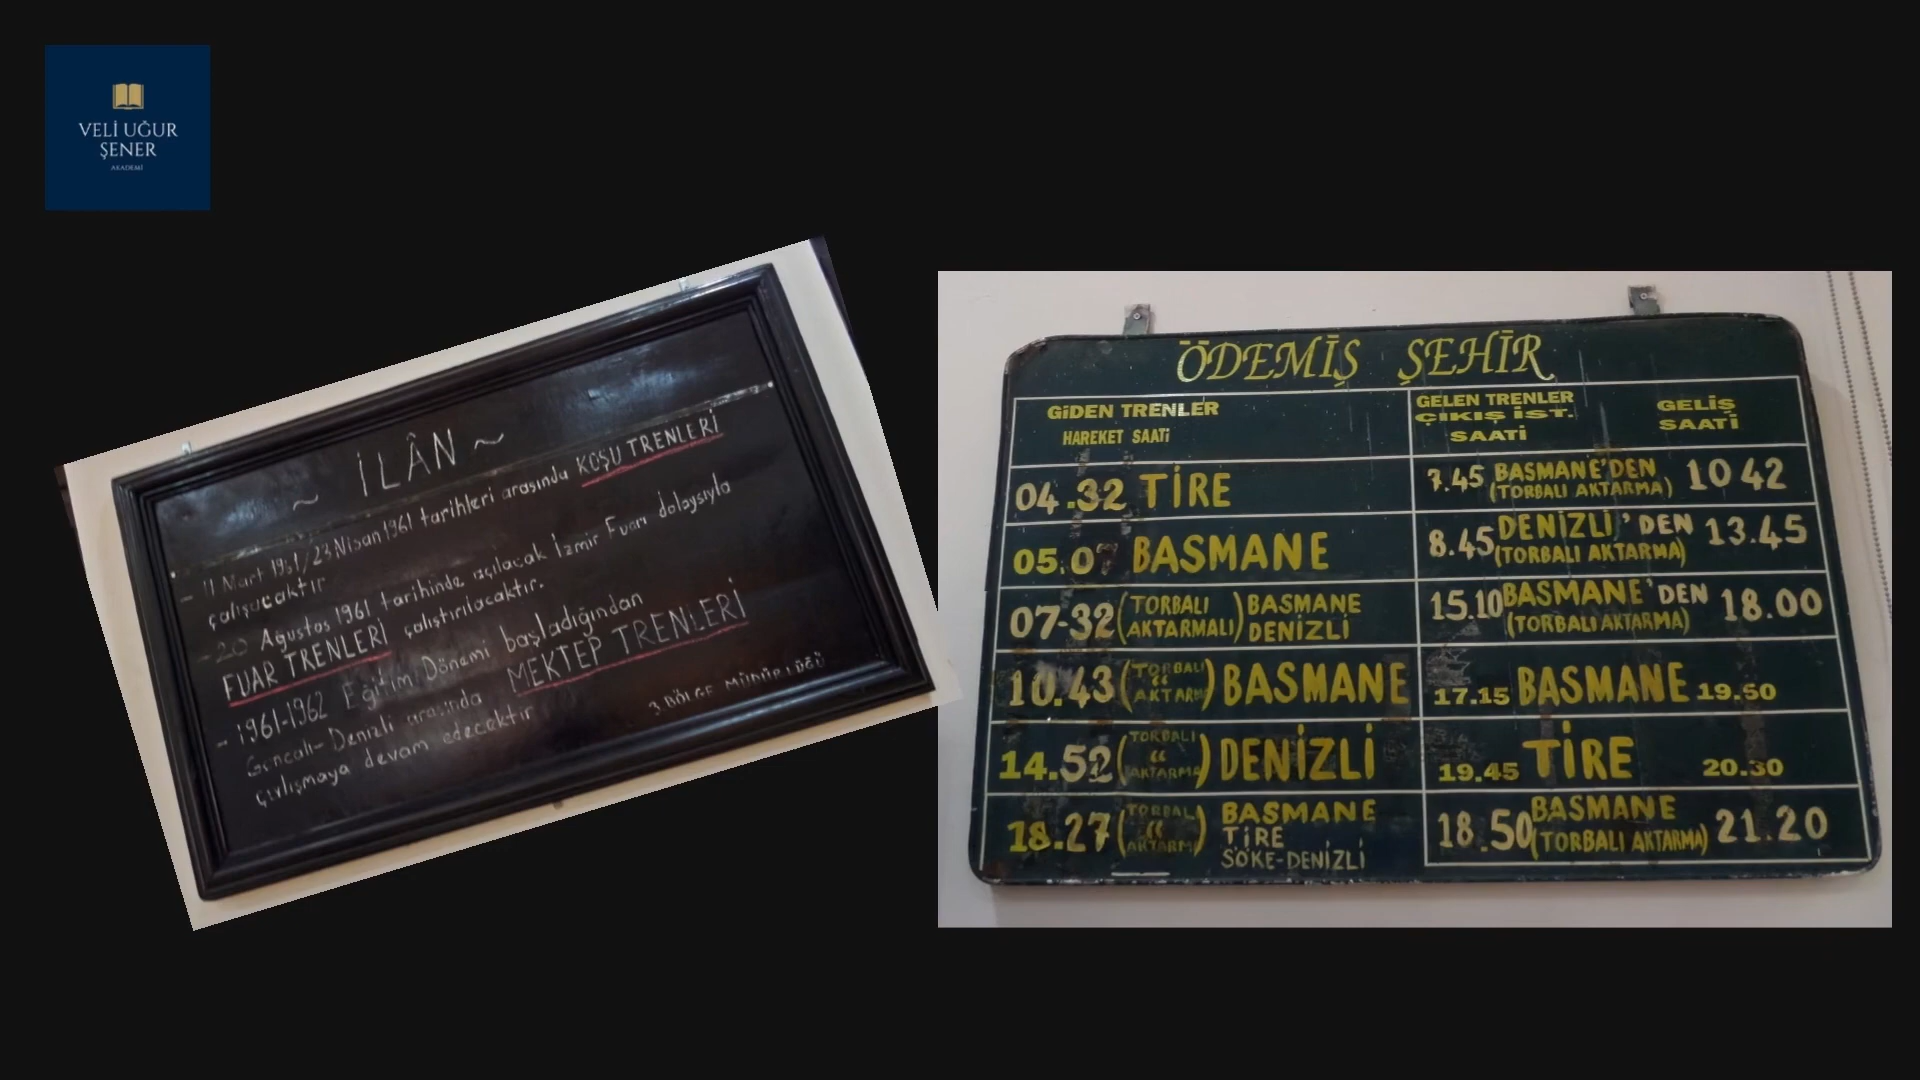 VELİ UĞUR
ŞENER
AKADEMİ
~ İLÂN ~
- 11 Mart 1961/23 Nisan 1961 tarihleri arasında KOŞU TRENLERİ
çalışacaktır
- 20 Ağustos 1961 tarihinde açılacak İzmir Fuarı dolaysıyla
FUAR TRENLERİ çalıştırılacaktır.
- 1961-1962 Eğitim Dönemi başladığından
Goncalı-Denizli arasında MEKTEP TRENLERİ
çalışmaya devam edecektir
3.BÖLGE MÜDÜRLÜĞÜ
ÖDEMİŞ ŞEHİR
GİDEN TRENLER
HAREKET SAATİ
GELEN TRENLER
ÇIKIŞ İST.
SAATİ
GELİŞ
SAATİ
04.32 TİRE
7.45 BASMANE'DEN
(TORBALI AKTARMA) 10 42
05.0 BASMANE
8.45 DENİZLİ'DEN
(TORBALI AKTARMA) 13.45
07-32 (TORBALI
AKTARMALI) BASMANE
DENİZLİ
15.10 BASMANE'DEN
(TORBALI AKTARMA) 18.00
10.43 (TORBALI
"
AKTARM) BASMANE
17.15 BASMANE 19.50
14.52 (TORBALI
"
AKTARMA) DENİZLİ
19.45 TİRE 20.30
18.27 (TORBAL
"
AKTARMA) BASMANE
TİRE
SÖKE-DENİZLİ
18.50 BASMANE
(TORBALI AKTARMA) 21.20